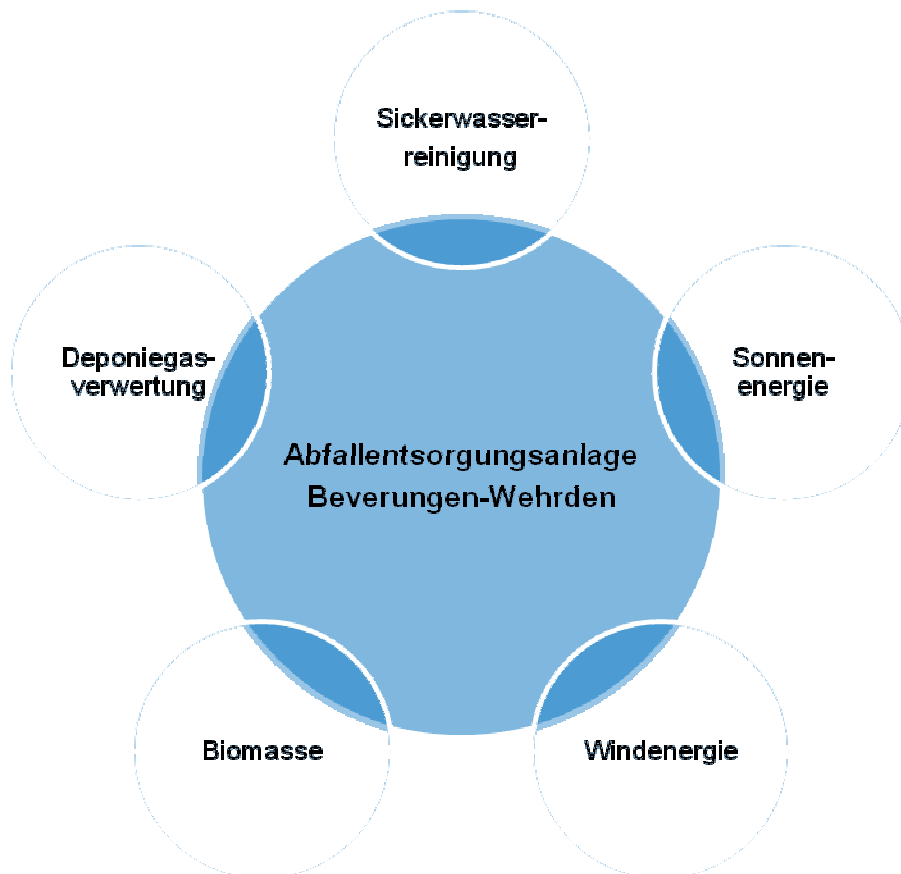 Sickerwasser-
reinigung
Deponiegas-
verwertung
Sonnen-
energie
Abfallentsorgungsanlage
Beverungen-Wehrden
Biomasse
Windenergie